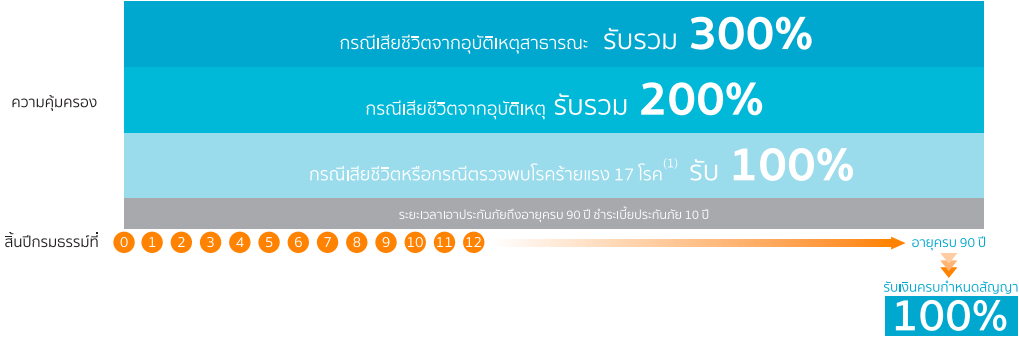 กรณีเสียชีวิตจากอุบัติเหตุสาธารณะ รับรวม 300%
ความคุ้มครอง
กรณีเสียชีวิตจากอุบัติเหตุ รับรวม 200%
กรณีเสียชีวิตหรือกรณีตรวจพบโรคร้ายแรง 17 โรค(1) รับ 100%
ระยะเวลาเอาประกันภัยถึงอายุครบ 90 ปี ชำระเบี้ยประกันภัย 10 ปี
สิ้นปีกรมธรรม์ที่ 0 1 2 3 4 5 6 7 8 9 10 11 12 อายุครบ 90 ปี
รับเงินครบกำหนดสัญญา
100%